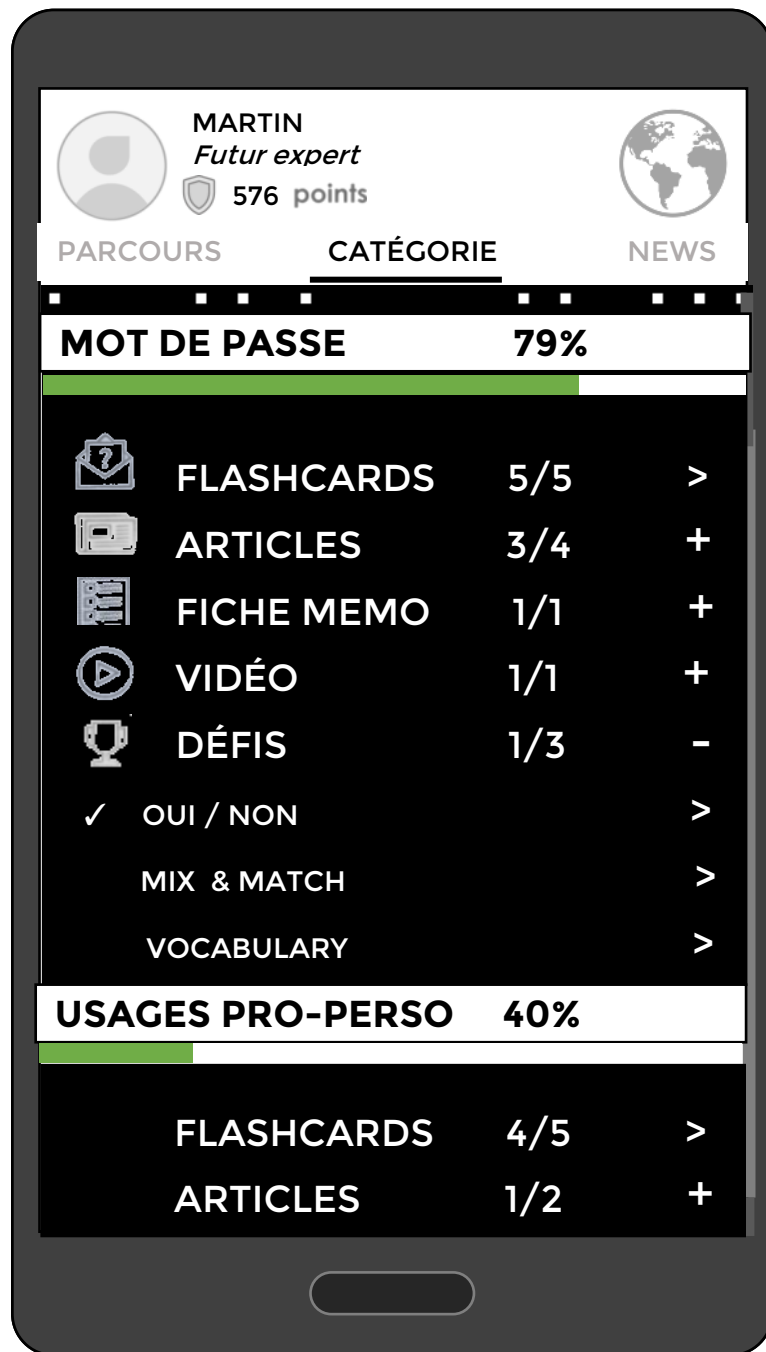 MARTIN
Futur expert
576 points
PARCOURS CATÉGORIE NEWS
MOT DE PASSE 79%
?
FLASHCARDS 5/5 >
ARTICLES 3/4 +
FICHE MEMO 1/1 +
VIDÉO 1/1 +
DÉFIS 1/3 -
✓ OUI / NON >
MIX & MATCH >
VOCABULARY >
USAGES PRO-PERSO 40%
FLASHCARDS 4/5 >
ARTICLES 1/2 +